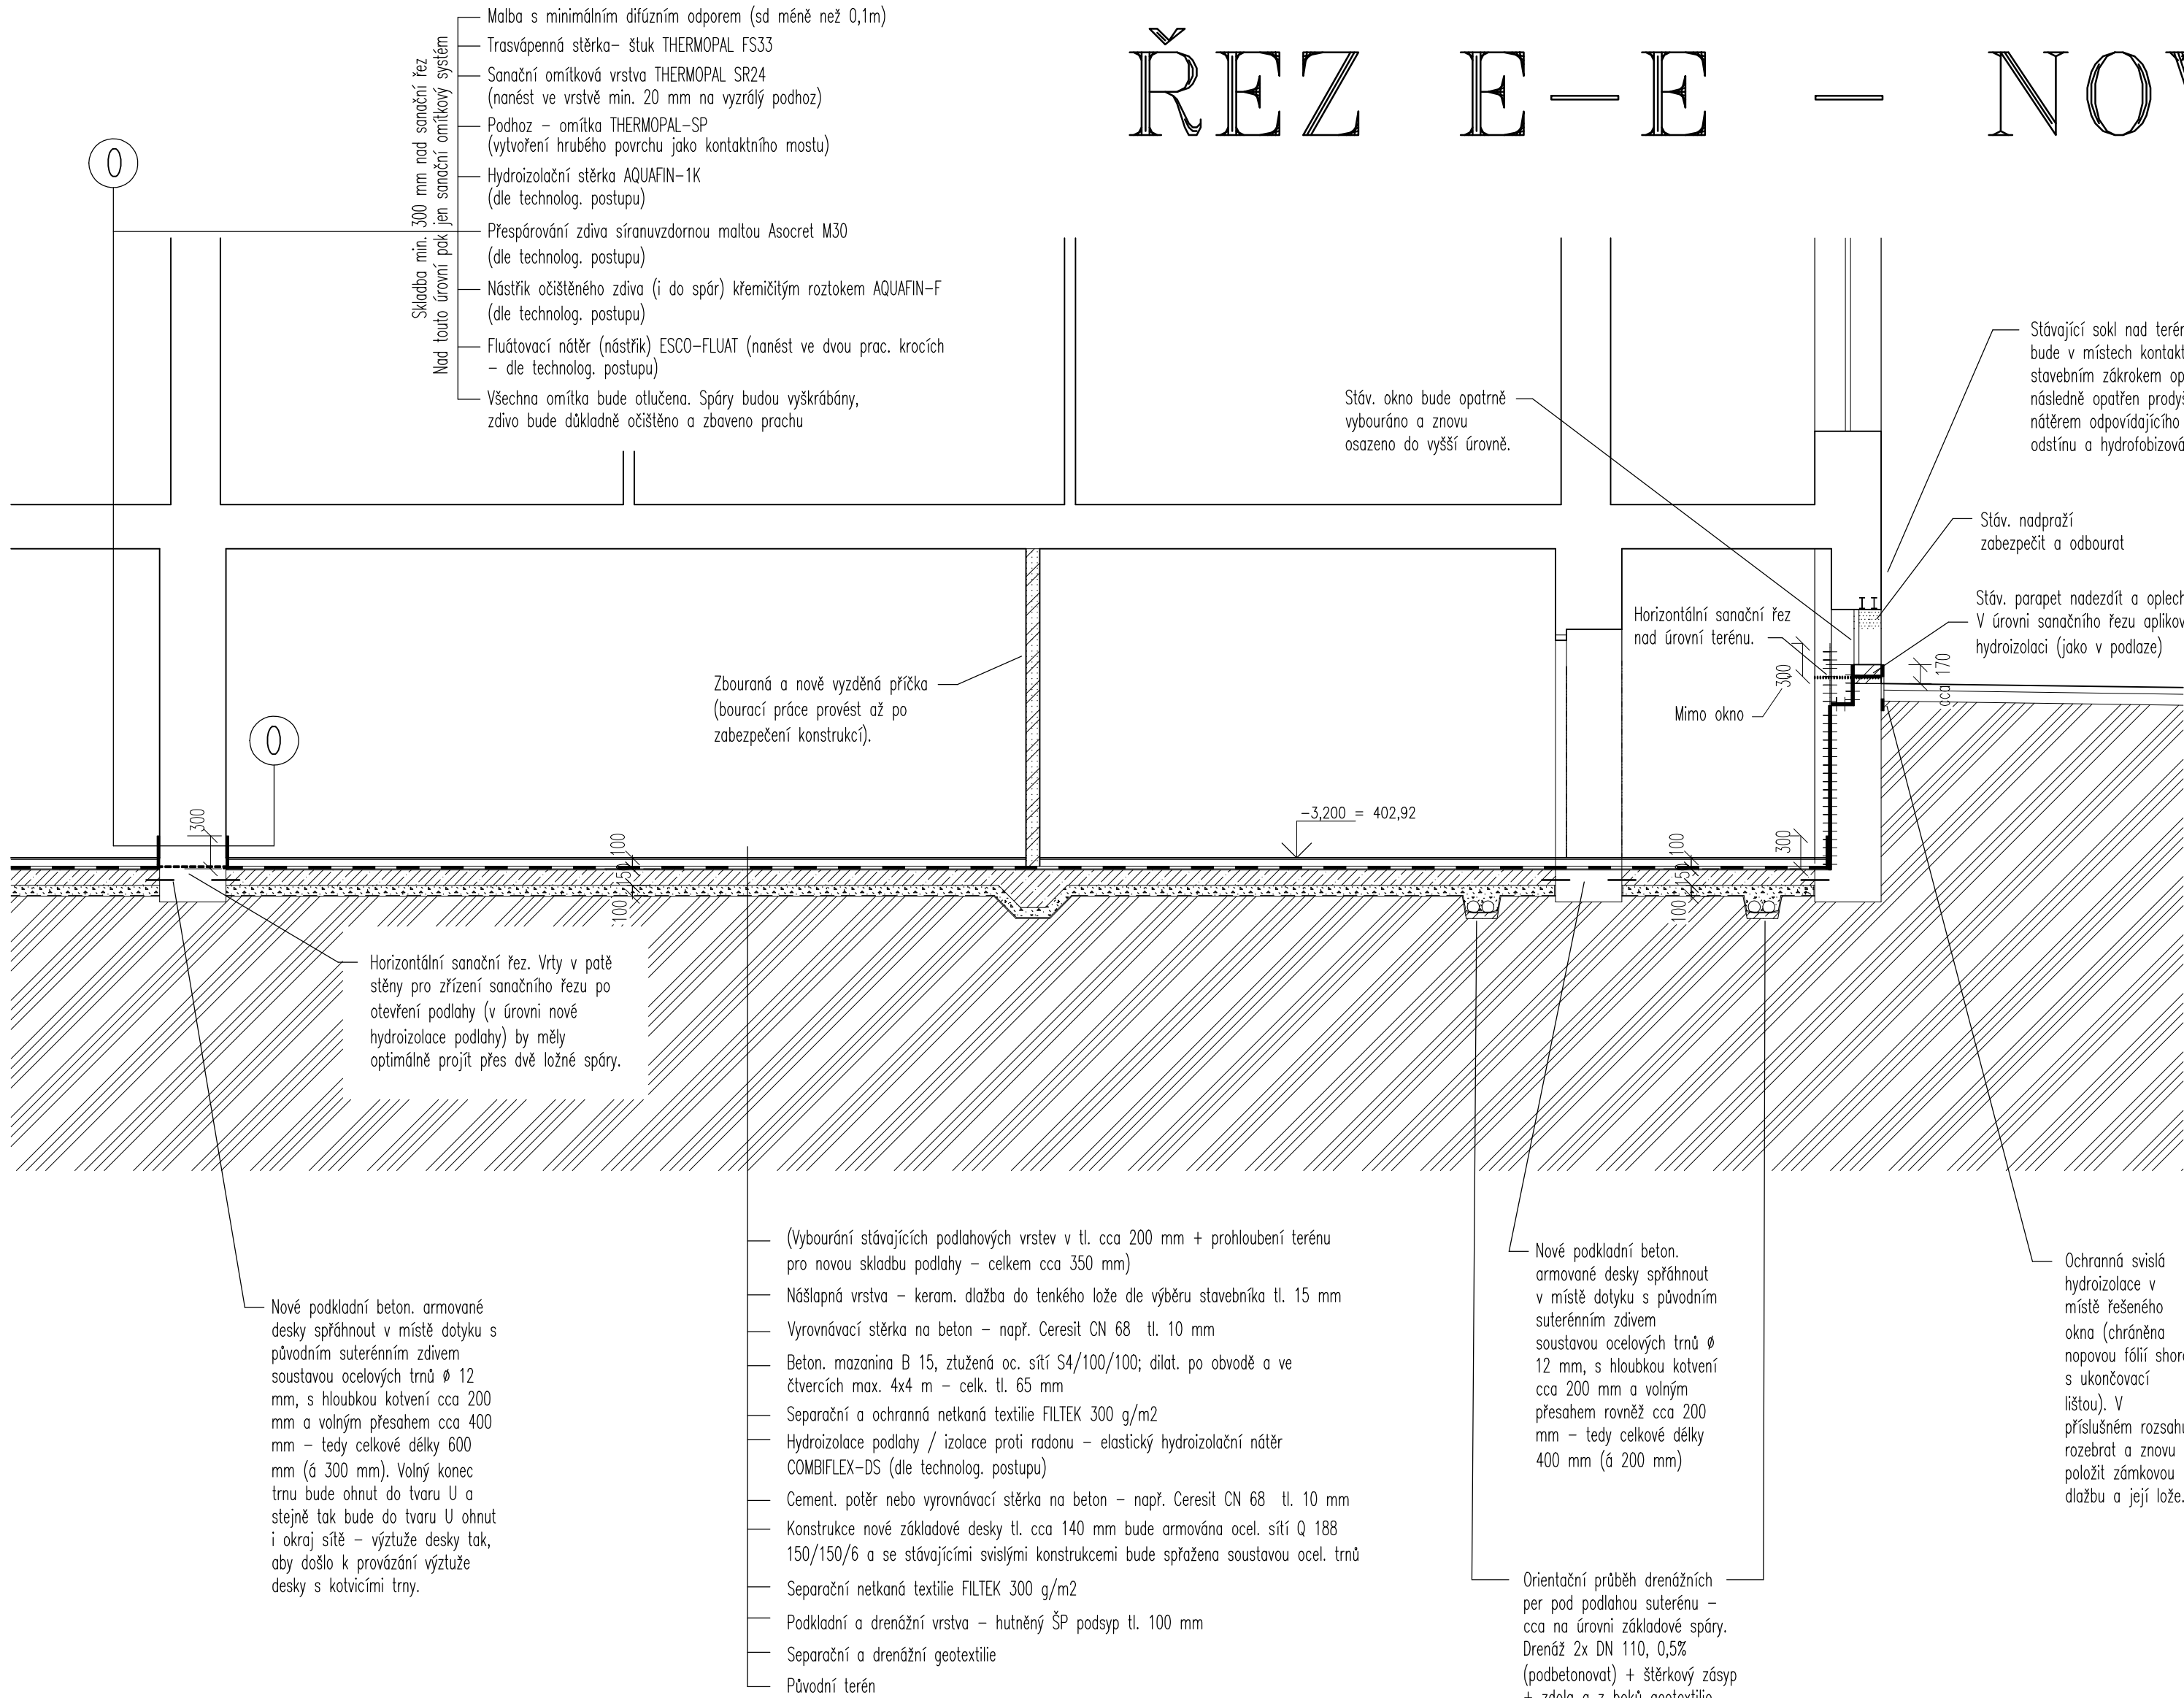 ŘEZ E-E - NOV
Malba s minimálním difúzním odporem (sd méně než 0,1m)
Trasvápenná stěrka- štuk THERMOPAL FS33
Sanační omítková vrstva THERMOPAL SR24
(nanést ve vrstvě min. 20 mm na vyzrálý podhoz)
Podhoz - omítka THERMOPAL-SP
(vytvoření hrubého povrchu jako kontaktního mostu)
Hydroizolační stěrka AQUAFIN-1K
(dle technolog. postupu)
Přespárování zdiva síranuvzdornou maltou Asocret M30
(dle technolog. postupu)
Nástřik očištěného zdiva (i do spár) křemičitým roztokem AQUAFIN-F
(dle technolog. postupu)
Fluátovací nátěr (nástřik) ESCO-FLUAT (nanést ve dvou prac. krocích
- dle technolog. postupu)
Všechna omítka bude otlučena. Spáry budou vyškrábány,
zdivo bude důkladně očištěno a zbaveno prachu
Skladba min. 300 mm nad sanační řez
Nad touto úrovní pak jen sanační omítkový systém
0
0
Stáv. okno bude opatrně
vybouráno a znovu
osazeno do vyšší úrovně.
Stávající sokl nad terén
bude v místech kontakt
stavebním zákrokem op
následně opatřen prodyš
nátěrem odpovídajícího
odstínu a hydrofobizová
Stáv. nadpraží
zabezpečit a odbourat
Stáv. parapet nadezdít a oplech
V úrovni sanačního řezu aplikov
hydroizolaci (jako v podlaze)
Horizontální sanační řez
nad úrovní terénu.
300
cca 170
Mimo okno
Zbouraná a nově vyzděná příčka
(bourací práce provést až po
zabezpečení konstrukcí).
-3,200 = 402,92
300
100
150
100
100
150
100
300
Horizontální sanační řez. Vrty v patě
stěny pro zřízení sanačního řezu po
otevření podlahy (v úrovni nové
hydroizolace podlahy) by měly
optimálně projít přes dvě ložné spáry.
Nové podkladní beton. armované
desky spřáhnout v místě dotyku s
původním suterénním zdivem
soustavou ocelových trnů ø 12
mm, s hloubkou kotvení cca 200
mm a volným přesahem cca 400
mm - tedy celkové délky 600
mm (á 300 mm). Volný konec
trnu bude ohnut do tvaru U a
stejně tak bude do tvaru U ohnut
i okraj sítě - výztuže desky tak,
aby došlo k provázání výztuže
desky s kotvicími trny.
(Vybourání stávajících podlahových vrstev v tl. cca 200 mm + prohloubení terénu
pro novou skladbu podlahy - celkem cca 350 mm)
Nášlapná vrstva - keram. dlažba do tenkého lože dle výběru stavebníka tl. 15 mm
Vyrovnávací stěrka na beton - např. Ceresit CN 68 tl. 10 mm
Beton. mazanina B 15, ztužená oc. sítí S4/100/100; dilat. po obvodě a ve
čtvercích max. 4x4 m - celk. tl. 65 mm
Separační a ochranná netkaná textilie FILTEK 300 g/m2
Hydroizolace podlahy / izolace proti radonu - elastický hydroizolační nátěr
COMBIFLEX-DS (dle technolog. postupu)
Cement. potěr nebo vyrovnávací stěrka na beton - např. Ceresit CN 68 tl. 10 mm
Konstrukce nové základové desky tl. cca 140 mm bude armována ocel. sítí Q 188
150/150/6 a se stávajícími svislými konstrukcemi bude spřažena soustavou ocel. trnů
Separační netkaná textilie FILTEK 300 g/m2
Podkladní a drenážní vrstva - hutněný ŠP podsyp tl. 100 mm
Separační a drenážní geotextilie
Původní terén
Nové podkladní beton.
armované desky spřáhnout
v místě dotyku s původním
suterénním zdivem
soustavou ocelových trnů ø
12 mm, s hloubkou kotvení
cca 200 mm a volným
přesahem rovněž cca 200
mm - tedy celkové délky
400 mm (á 200 mm)
Orientační průběh drenážních
per pod podlahou suterénu -
cca na úrovni základové spáry.
Drenáž 2x DN 110, 0,5%
(podbetonovat) + štěrkový zásyp
+ zdola a z boků geotextilie
Ochranná svislá
hydroizolace v
místě řešeného
okna (chráněna
nopovou fólií shora
s ukončovací
lištou). V
příslušném rozsahu
rozebrat a znovu
položit zámkovou
dlažbu a její lože.